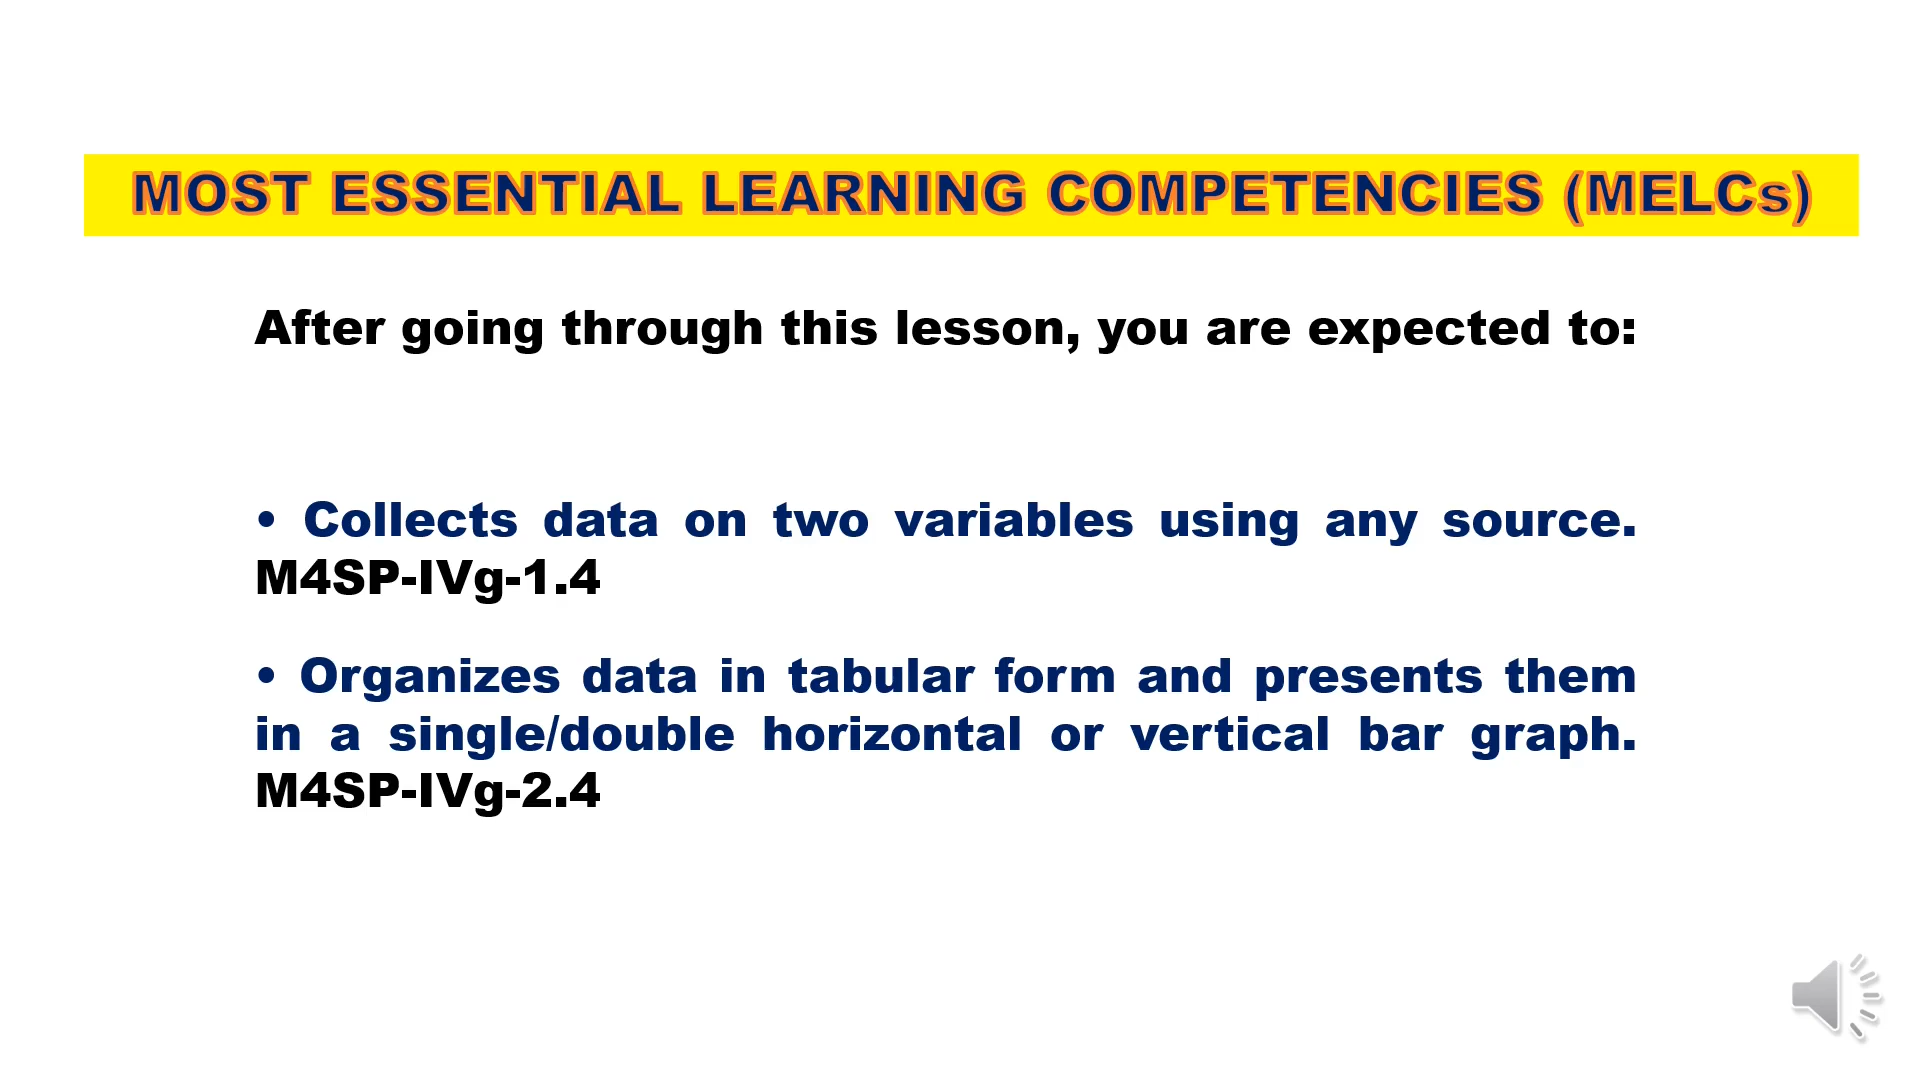 MOST ESSENTIAL LEARNING COMPETENCIES (MELCs)
After going through this lesson, you are expected to:
• Collects data on two variables using any source.
M4SP-IVg-1.4
• Organizes data in tabular form and presents them
in a single/double horizontal or vertical bar graph.
M4SP-IVg-2.4